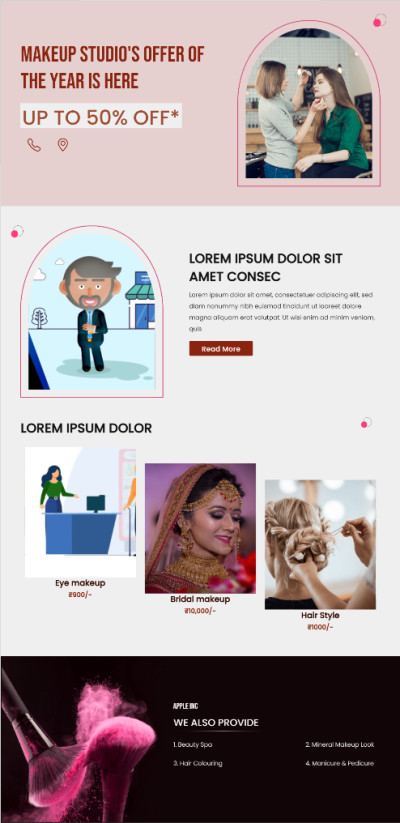 MAKEUP STUDIO'S OFFER OF
THE YEAR IS HERE
UP TO 50% OFF*
LOREM IPSUM DOLOR SIT
AMET CONSEC
Lorem ipsum dolor sit amet, consectetuer adipiscing elit, sed
diam nonummy nibh euismod tincidunt ut laoreet dolore
magna aliquam erat volutpat. Ut wisi enim ad minim veniam,
quis
Read More
LOREM IPSUM DOLOR
Eye makeup
₹900/-
Bridal makeup
₹10,000/-
Hair Style
₹1000/-
APPLE INC
WE ALSO PROVIDE
1. Beauty Spa
2. Mineral Makeup Look
3. Hair Colouring
4. Manicure & Pedicure